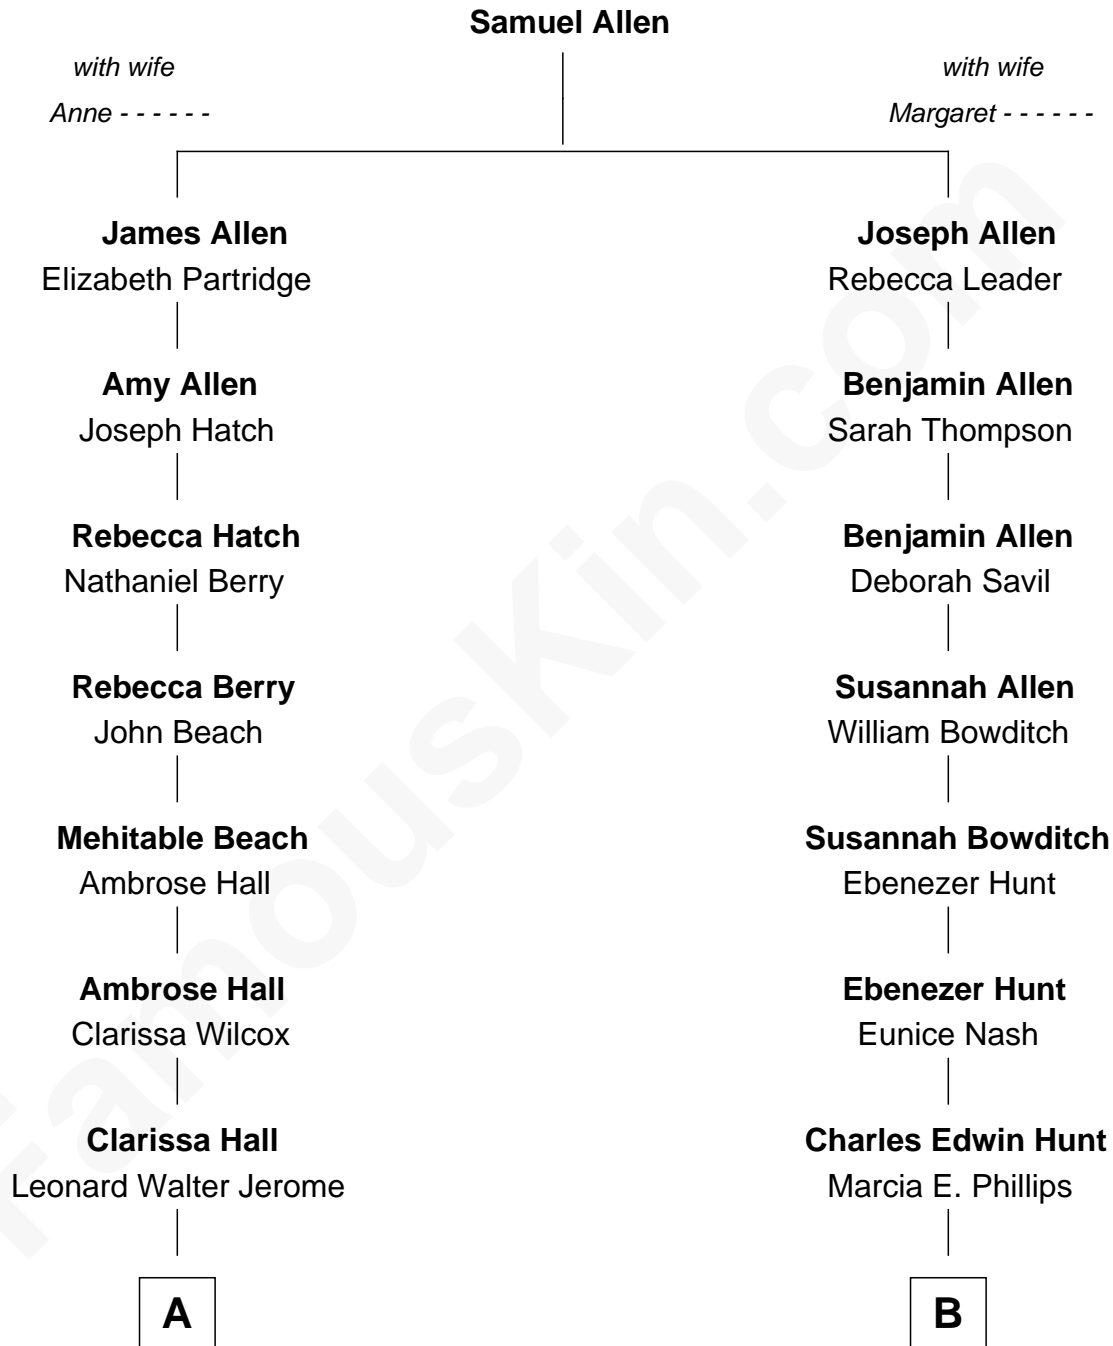 Samuel Allen
with wife
Anne - - - - - -
with wife
Margaret - - - - - -
James Allen
Elizabeth Partridge
Joseph Allen
Rebecca Leader
Amy Allen
Joseph Hatch
Benjamin Allen
Sarah Thompson
Rebecca Hatch
Nathaniel Berry
Benjamin Allen
Deborah Savil
Rebecca Berry
John Beach
Susannah Allen
William Bowditch
Mehitable Beach
Ambrose Hall
Susannah Bowditch
Ebenezer Hunt
Ambrose Hall
Clarissa Wilcox
Ebenezer Hunt
Eunice Nash
Clarissa Hall
Leonard Walter Jerome
Charles Edwin Hunt
Marcia E. Phillips
A
B
FamousKin.com